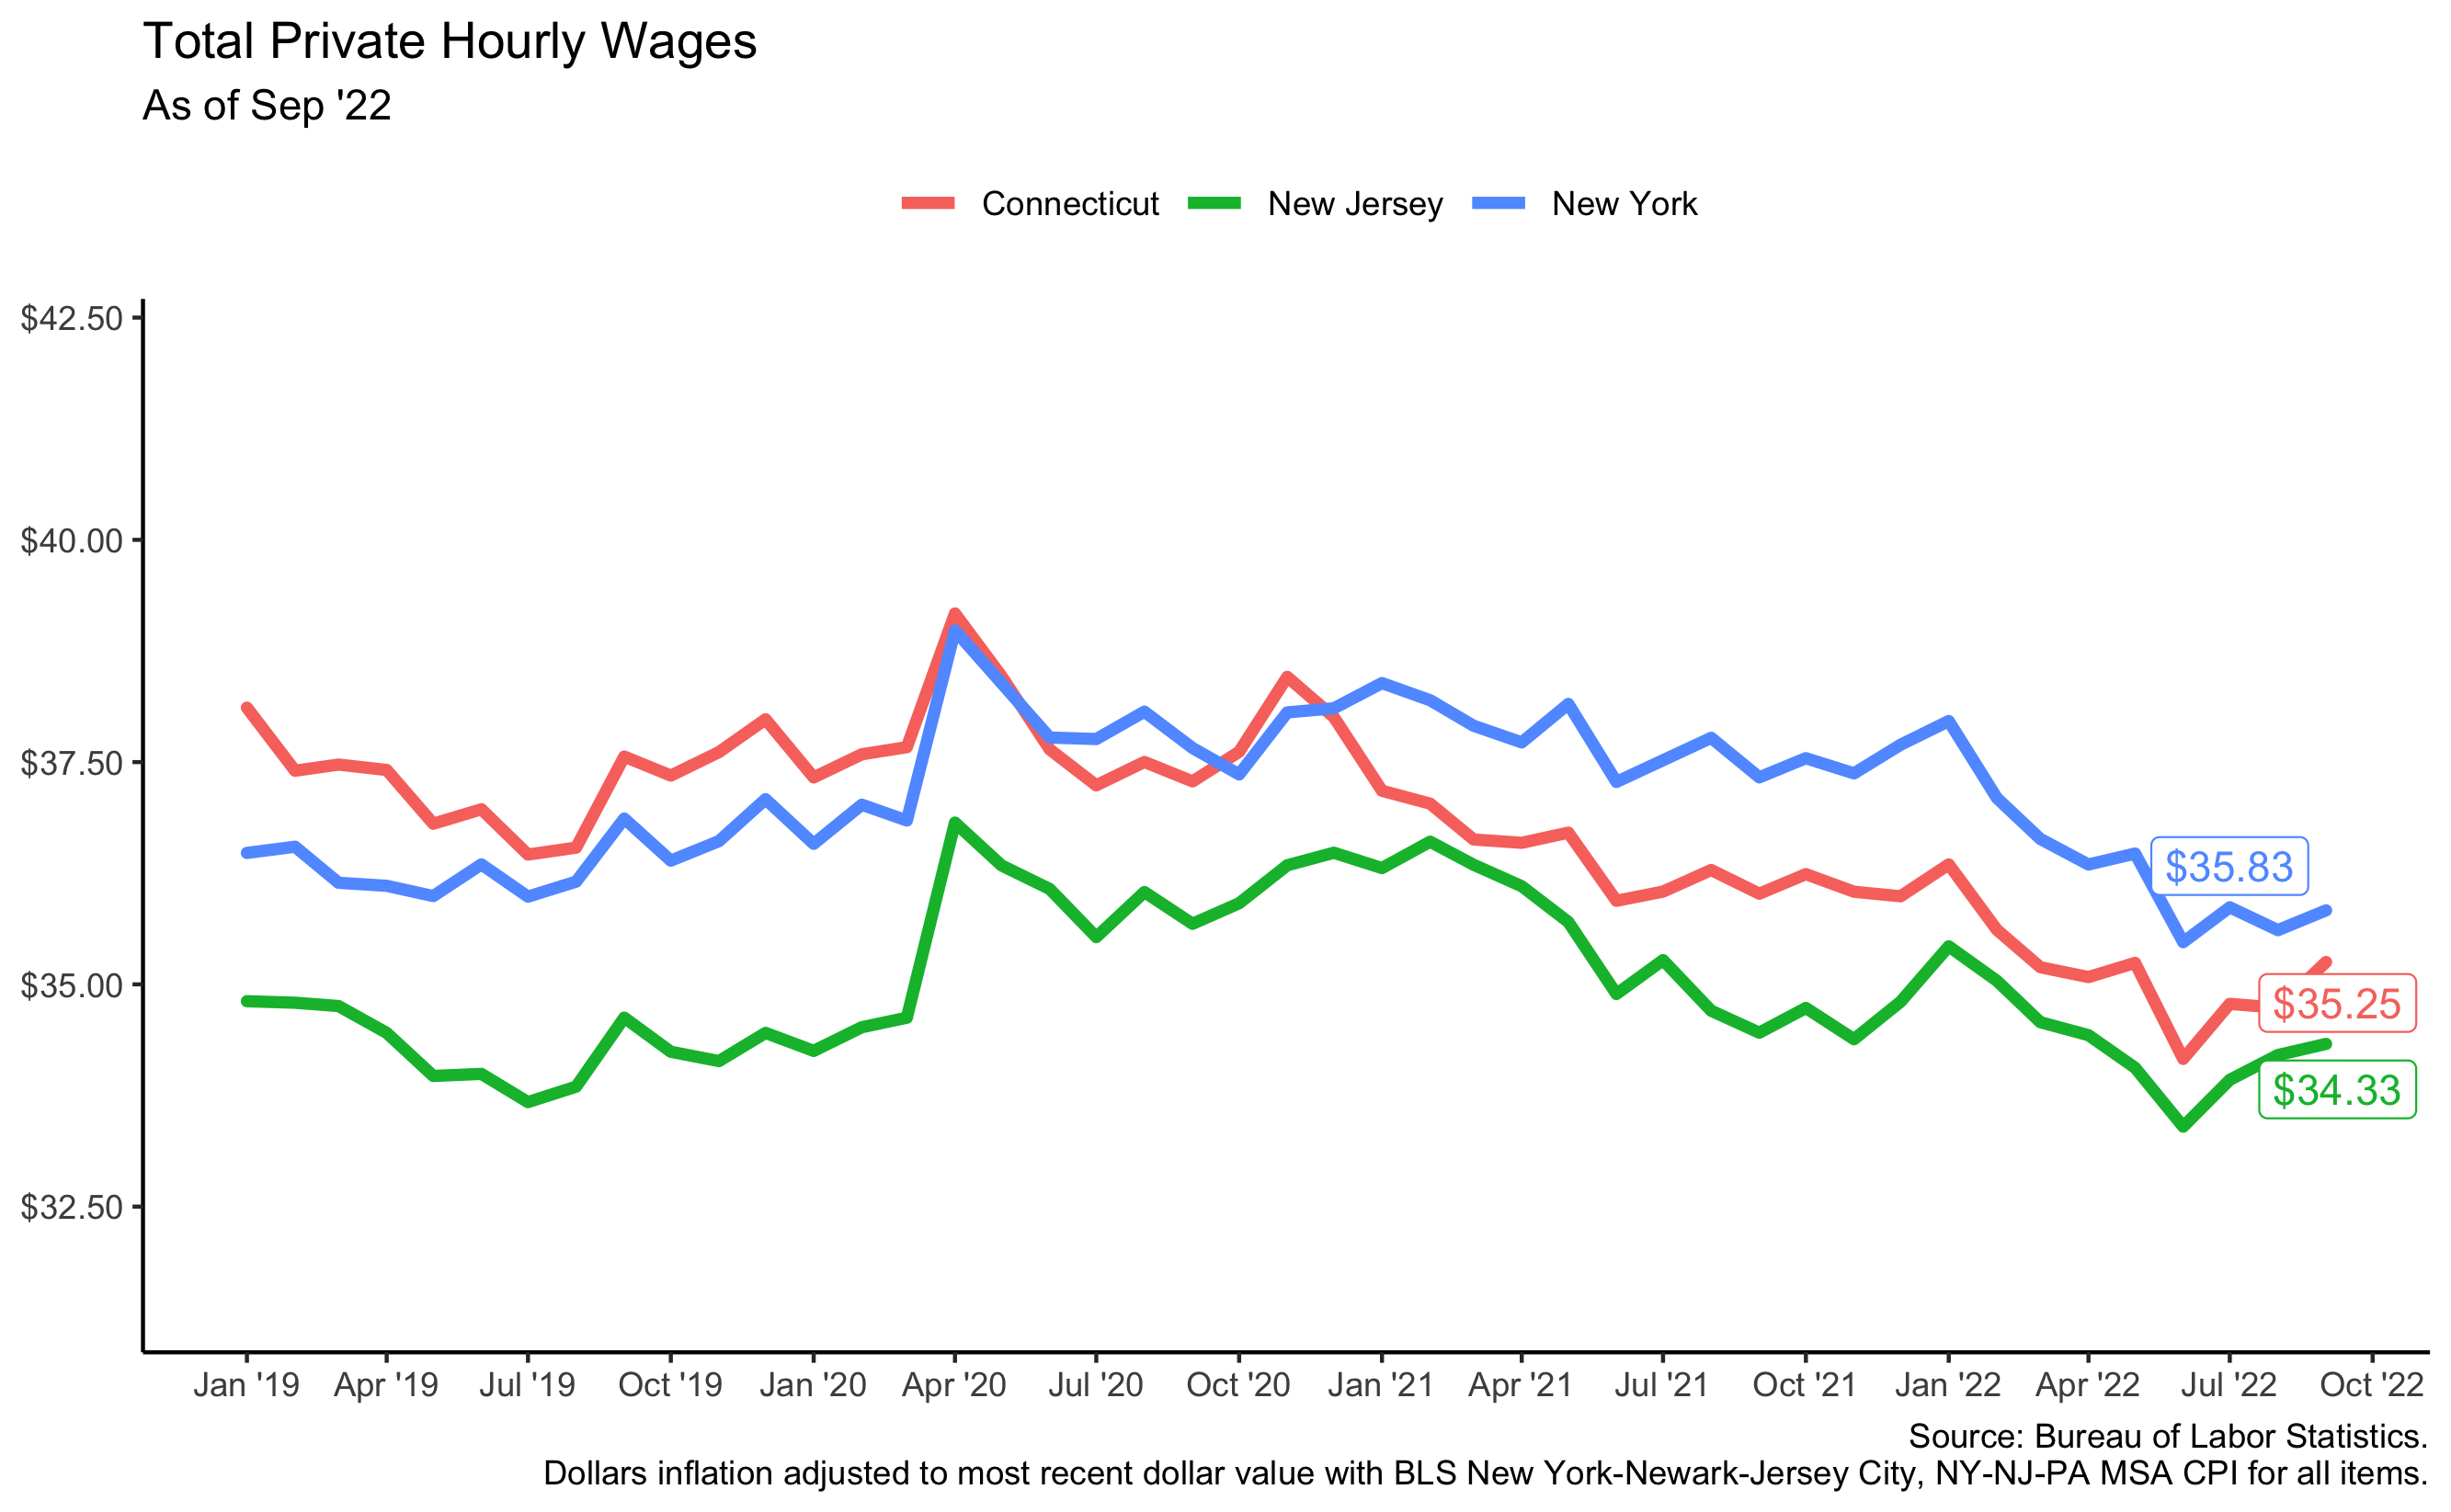 Total Private Hourly Wages
As of Sep '22
Connecticut New Jersey New York
$42.50
$40.00
$37.50
$35.00
$32.50
$35.83
$35.25
$34.33
Jan '19 Apr '19 Jul '19 Oct '19 Jan '20 Apr '20 Jul '20 Oct '20 Jan '21 Apr '21 Jul '21 Oct '21 Jan '22 Apr '22 Jul '22 Oct '22
Source: Bureau of Labor Statistics.
Dollars inflation adjusted to most recent dollar value with BLS New York-Newark-Jersey City, NY-NJ-PA MSA CPI for all items.